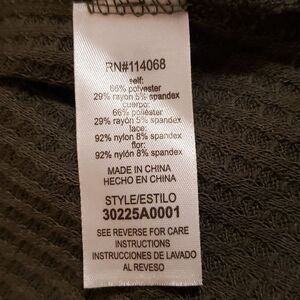 RN#114068
self:
66% polyester
29% rayon 5% spandex
cuerpo:
66% poliéster
29% rayón 5% spandex
lace:
92% nylon 8% spandex
flor:
92% nylon 8% spandex
MADE IN CHINA
HECHO EN CHINA
STYLE/ESTILO
30225A0001
SEE REVERSE FOR CARE
INSTRUCTIONS
INSTRUCCIONES DE LAVADO
AL REVESO